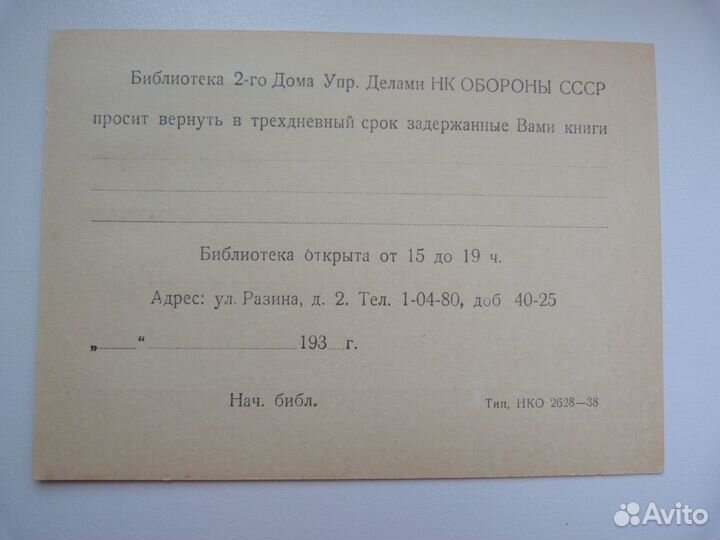 Библиотека 2-го Дома Упр. Делами НК ОБОРОНЫ СССР
просит вернуть в трехдневный срок задержанные Вами книги
Библиотека открыта от 15 до 19 ч.
Адрес: ул. Разина, д. 2. Тел. 1-04-80, доб 40-25
„......“ .............................. 193....г.
Нач. библ.
Тип, НКО 2628—38
Avito